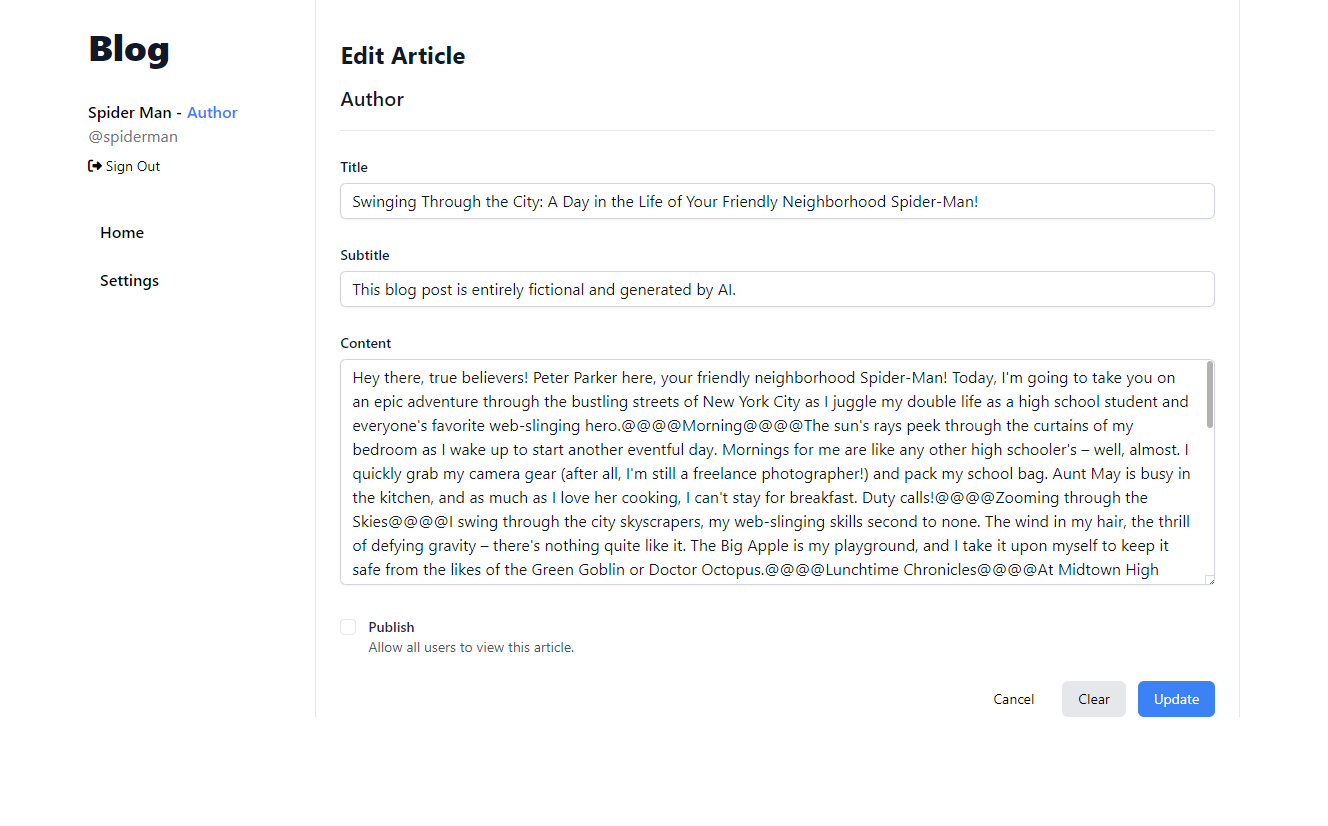 Blog
Spider Man - Author
@spiderman
Sign Out
Home
Settings
Edit Article
Author
Title
Swinging Through the City: A Day in the Life of Your Friendly Neighborhood Spider-Man!
Subtitle
This blog post is entirely fictional and generated by AI.
Content
Hey there, true believers! Peter Parker here, your friendly neighborhood Spider-Man! Today, I'm going to take you on
an epic adventure through the bustling streets of New York City as I juggle my double life as a high school student and
everyone's favorite web-slinging hero.@@@@Morning@@@@The sun's rays peek through the curtains of my
bedroom as I wake up to start another eventful day. Mornings for me are like any other high schooler's – well, almost. I
quickly grab my camera gear (after all, I'm still a freelance photographer!) and pack my school bag. Aunt May is busy in
the kitchen, and as much as I love her cooking, I can't stay for breakfast. Duty calls!@@@@Zooming through the
Skies@@@@I swing through the city skyscrapers, my web-slinging skills second to none. The wind in my hair, the thrill
of defying gravity – there's nothing quite like it. The Big Apple is my playground, and I take it upon myself to keep it
safe from the likes of the Green Goblin or Doctor Octopus.@@@@Lunchtime Chronicles@@@@At Midtown High
Publish
Allow all users to view this article.
Cancel
Clear
Update